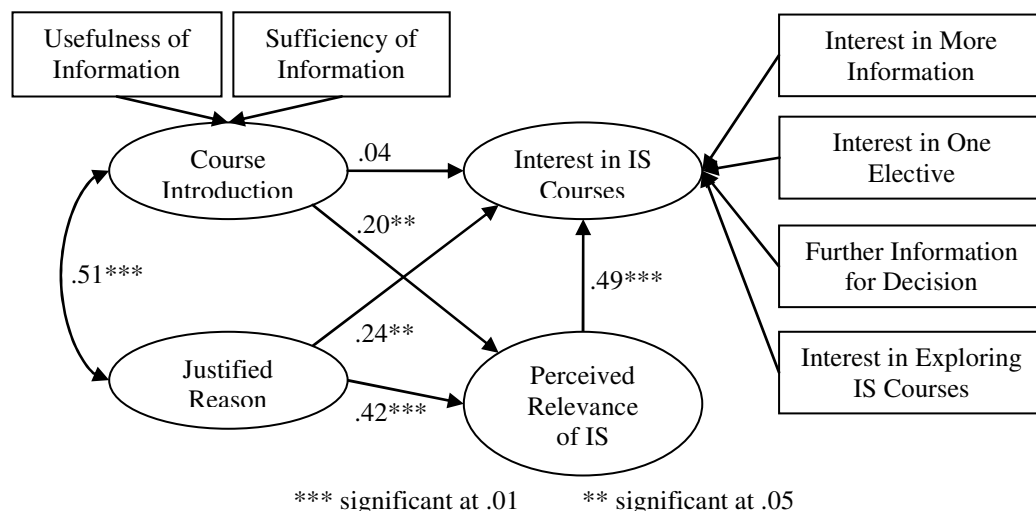 Usefulness of
Information
Sufficiency of
Information
Interest in More
Information
Course
Introduction
.04
Interest in IS
Courses
Interest in One
Elective
.20**
.51***
.49***
Further Information
for Decision
.24**
Justified
Reason
.42***
Perceived
Relevance
of IS
Interest in Exploring
IS Courses
*** significant at .01 ** significant at .05